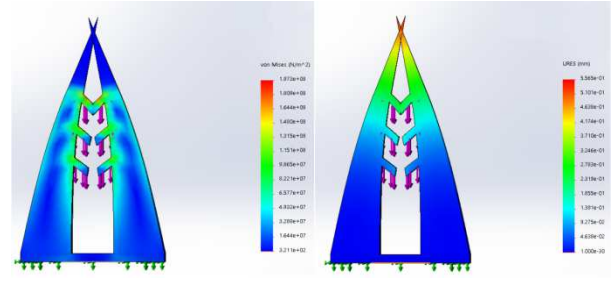 von Mises (N/m^2)
1.973e+08
1.809e+08
1.644e+08
1.480e+08
1.315e+08
1.151e+08
9.865e+07
8.221e+07
6.577e+07
4.933e+07
3.289e+07
1.644e+07
3.211e+02
URES (mm)
5.565e-01
5.101e-01
4.638e-01
4.174e-01
3.710e-01
3.246e-01
2.783e-01
2.319e-01
1.855e-01
1.391e-01
9.275e-02
4.638e-02
1.000e-30